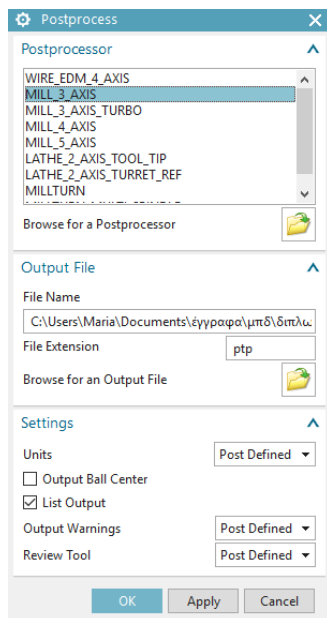 Postprocess
Postprocessor
WIRE_EDM_4_AXIS
MILL_3_AXIS
MILL_3_AXIS_TURBO
MILL_4_AXIS
MILL_5_AXIS
LATHE_2_AXIS_TOOL_TIP
LATHE_2_AXIS_TURRET_REF
MILLTURN
Browse for a Postprocessor
Output File
File Name
C:\Users\Maria\Documents\έγγραφα\μπδ\διπλω
File Extension ptp
Browse for an Output File
Settings
Units Post Defined
Output Ball Center
List Output
Output Warnings Post Defined
Review Tool Post Defined
OK Apply Cancel